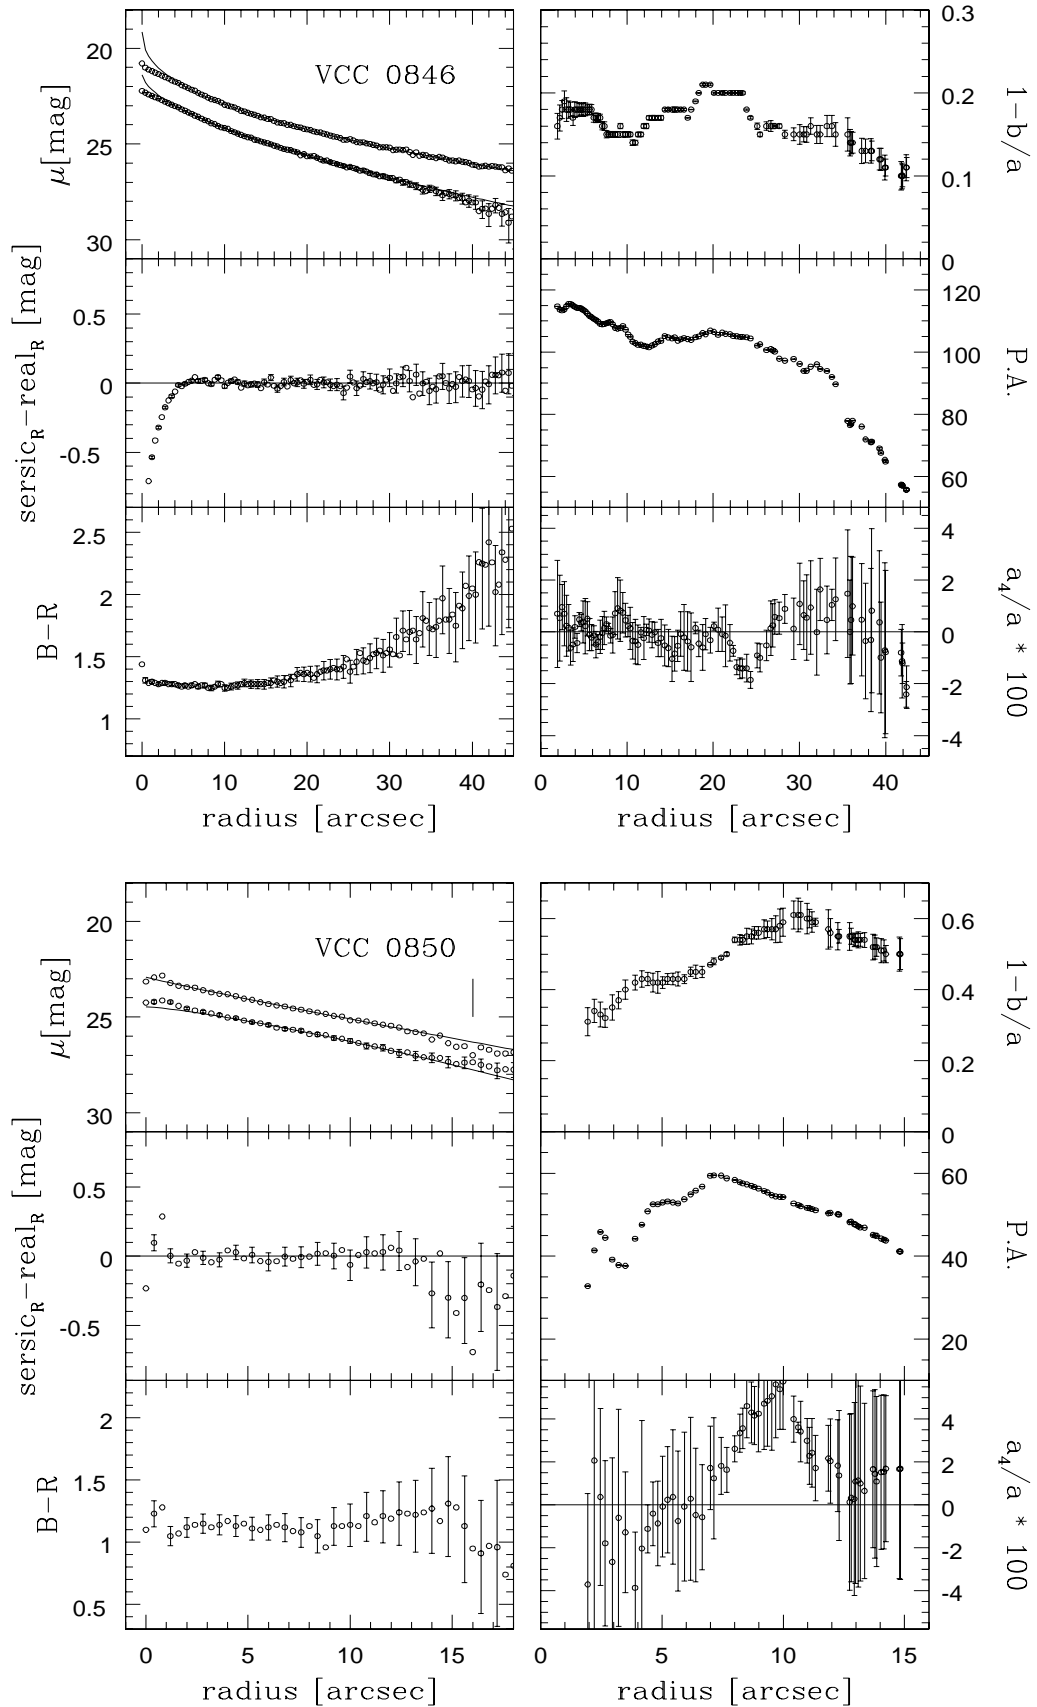 VCC 0846
μ[mag]
20
25
30
1−b/a
0.3
0.2
0.1
0
sersic_R−real_R [mag]
0.5
0
-0.5
P.A.
120
100
80
60
B−R
2.5
2
1.5
1
a_4/a * 100
4
2
0
-2
-4
0 10 20 30 40
0 10 20 30 40
radius [arcsec]
radius [arcsec]
VCC 0850
μ[mag]
20
25
30
1−b/a
0.6
0.4
0.2
0
sersic_R−real_R [mag]
0.5
0
-0.5
P.A.
60
40
20
B−R
2
1.5
1
0.5
a_4/a * 100
4
2
0
-2
-4
0 5 10 15
0 5 10 15
radius [arcsec]
radius [arcsec]